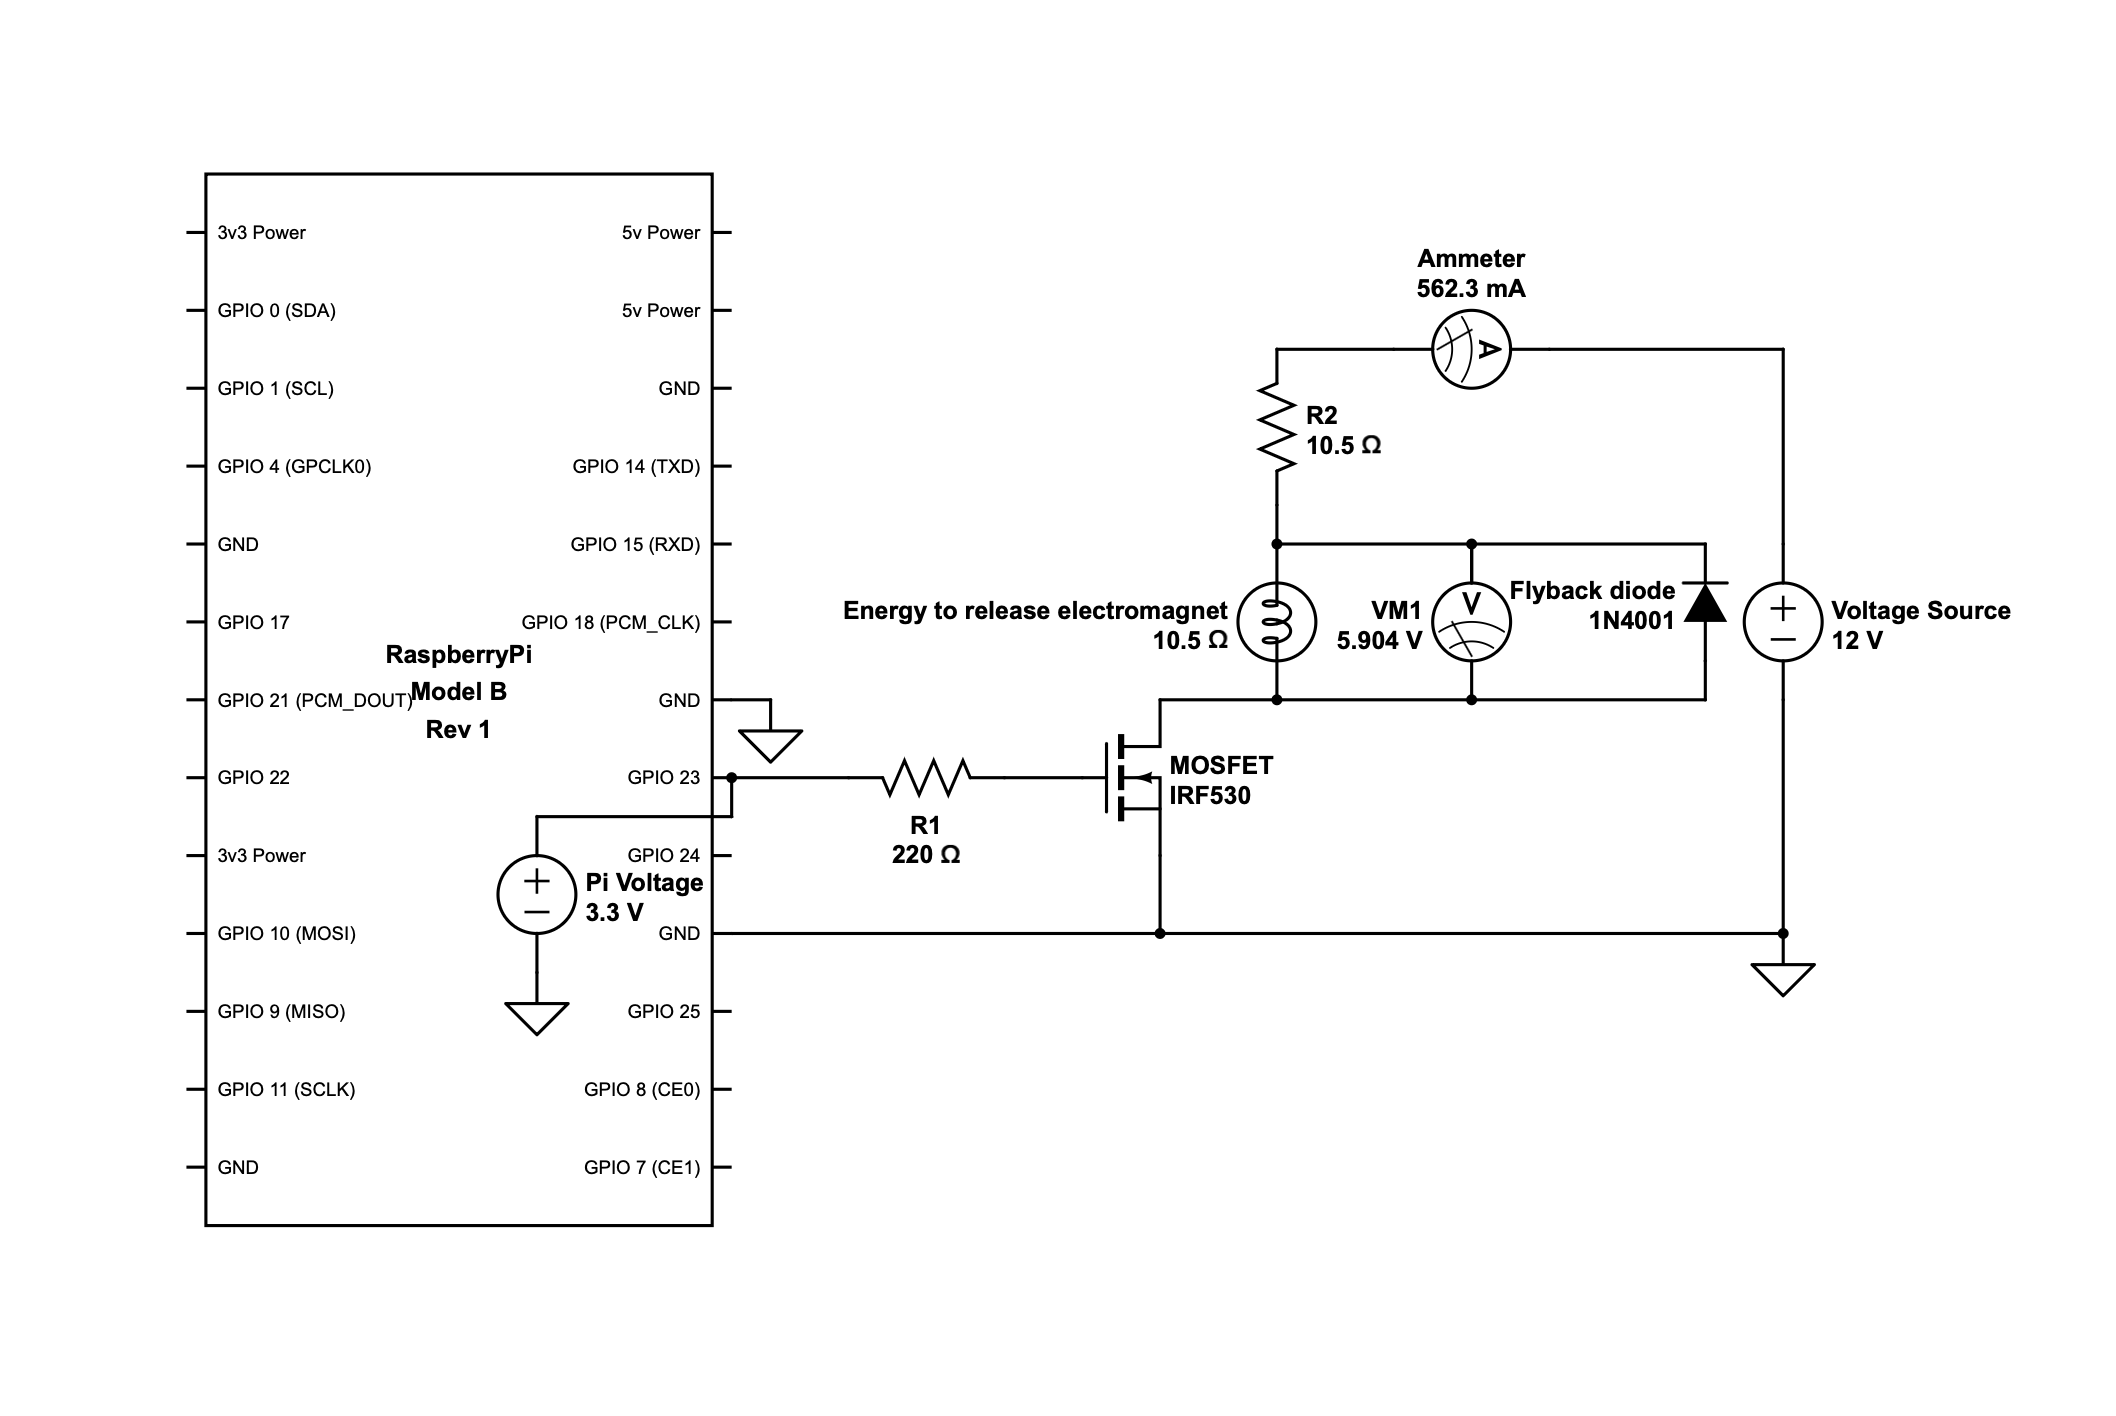 3v3 Power
GPIO 0 (SDA)
GPIO 1 (SCL)
GPIO 4 (GPCLK0)
GND
GPIO 17
GPIO 21 (PCM_DOUT)
GPIO 22
3v3 Power
GPIO 10 (MOSI)
GPIO 9 (MISO)
GPIO 11 (SCLK)
GND
RaspberryPi
Model B
Rev 1
5v Power
5v Power
GND
GPIO 14 (TXD)
GPIO 15 (RXD)
GPIO 18 (PCM_CLK)
GND
GPIO 23
GPIO 24
GND
GPIO 25
GPIO 8 (CE0)
GPIO 7 (CE1)
Pi Voltage
3.3 V
R1
220 Ω
MOSFET
IRF530
Energy to release electromagnet
10.5 Ω
R2
10.5 Ω
Ammeter
562.3 mA
A
VM1
5.904 V
V
Flyback diode
1N4001
Voltage Source
12 V